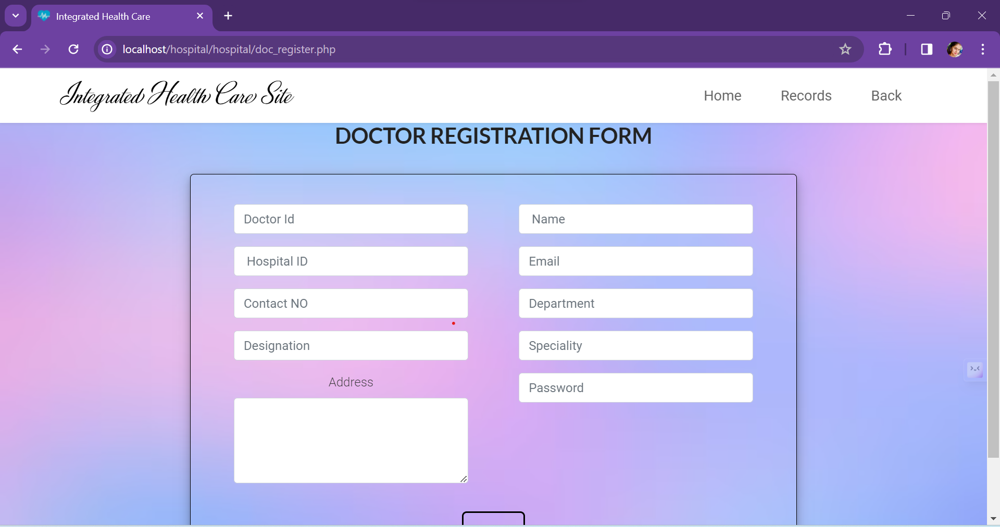 Integrated Health Care
localhost/hospital/hospital/doc_register.php
Integrated Health Care Site
Home Records Back
DOCTOR REGISTRATION FORM
Doctor Id Name
Hospital ID Email
Contact NO Department
Designation Speciality
Address Password